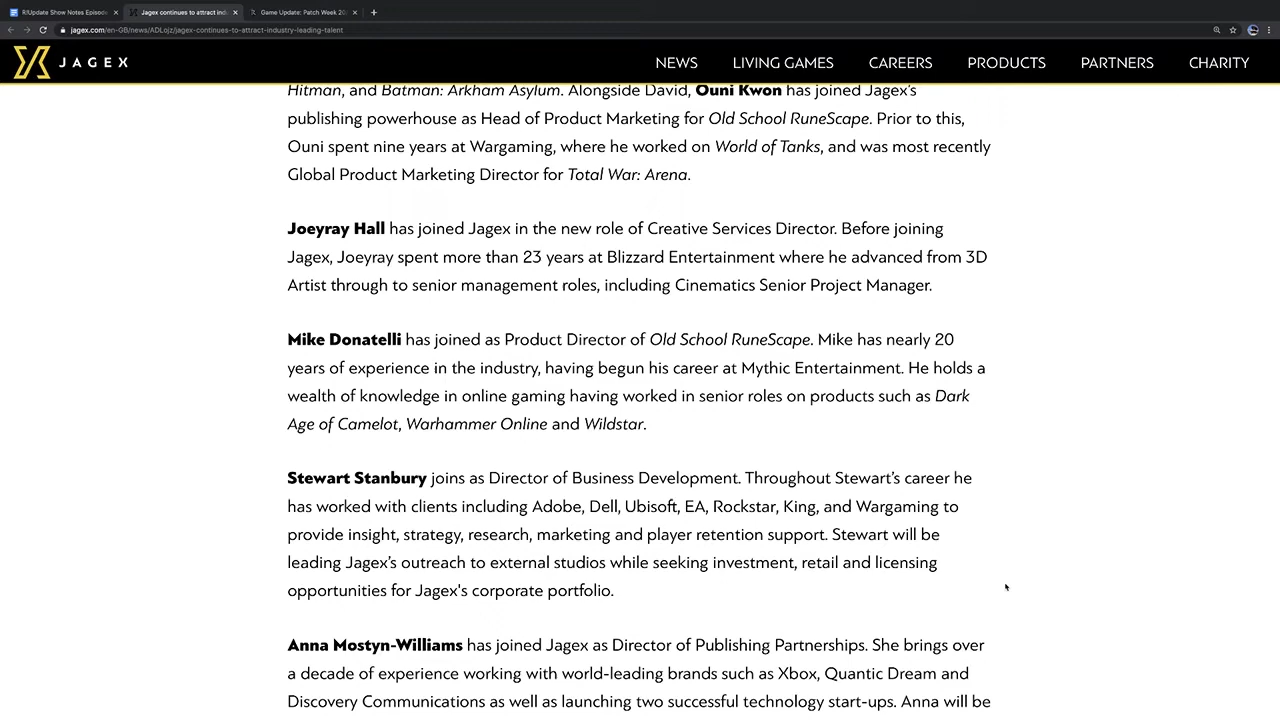 R/Update Show Notes Episode
Jagex continues to attract indu
Game Update: Patch Week 20
jagex.com/en-GB/news/ADLojz/jagex-continues-to-attract-industry-leading-talent
JAGEX
NEWS LIVING GAMES CAREERS PRODUCTS PARTNERS CHARITY
Hitman, and Batman: Arkham Asylum. Alongside David, Ouni Kwon has joined Jagex's
publishing powerhouse as Head of Product Marketing for Old School RuneScape. Prior to this,
Ouni spent nine years at Wargaming, where he worked on World of Tanks, and was most recently
Global Product Marketing Director for Total War: Arena.
Joeyray Hall has joined Jagex in the new role of Creative Services Director. Before joining
Jagex, Joeyray spent more than 23 years at Blizzard Entertainment where he advanced from 3D
Artist through to senior management roles, including Cinematics Senior Project Manager.
Mike Donatelli has joined as Product Director of Old School RuneScape. Mike has nearly 20
years of experience in the industry, having begun his career at Mythic Entertainment. He holds a
wealth of knowledge in online gaming having worked in senior roles on products such as Dark
Age of Camelot, Warhammer Online and Wildstar.
Stewart Stanbury joins as Director of Business Development. Throughout Stewart's career he
has worked with clients including Adobe, Dell, Ubisoft, EA, Rockstar, King, and Wargaming to
provide insight, strategy, research, marketing and player retention support. Stewart will be
leading Jagex's outreach to external studios while seeking investment, retail and licensing
opportunities for Jagex's corporate portfolio.
Anna Mostyn-Williams has joined Jagex as Director of Publishing Partnerships. She brings over
a decade of experience working with world-leading brands such as Xbox, Quantic Dream and
Discovery Communications as well as launching two successful technology start-ups. Anna will be